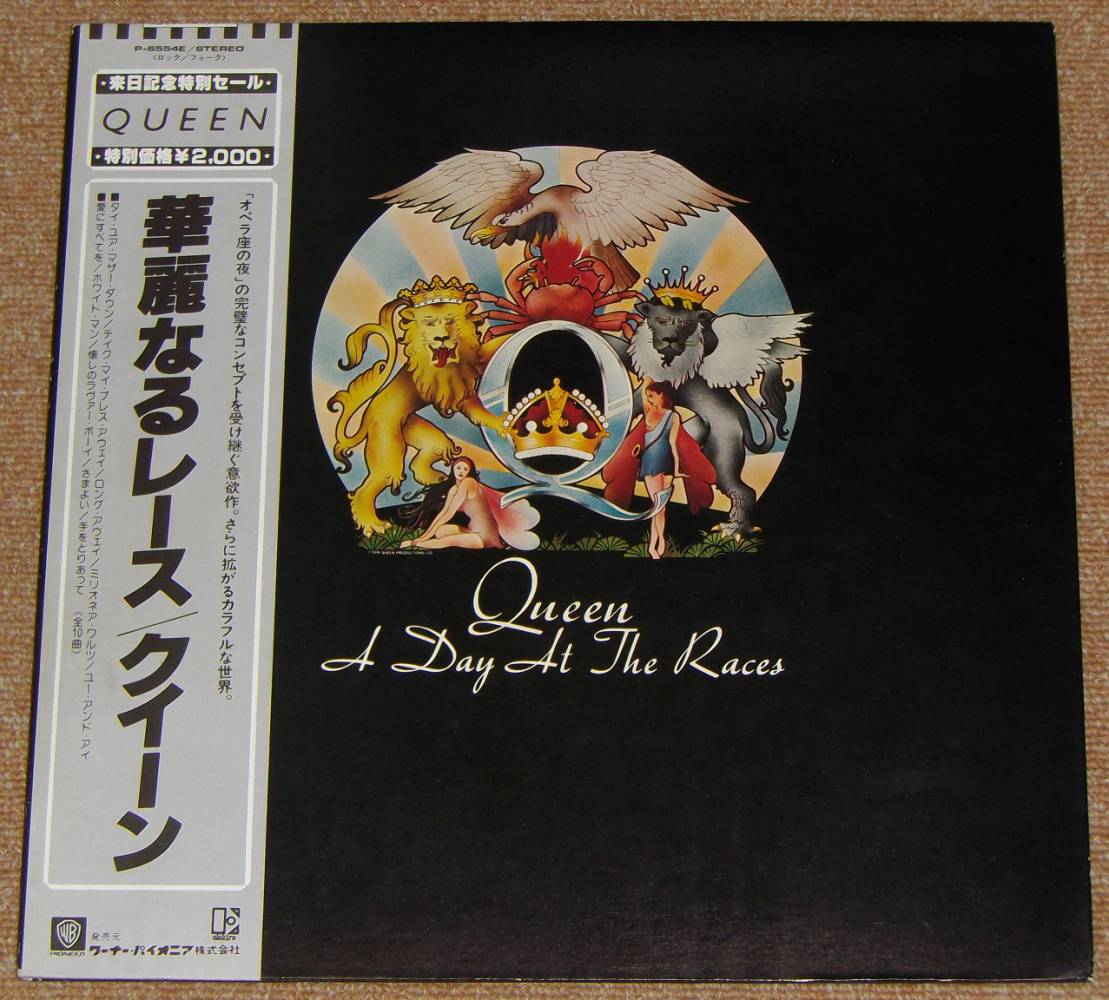 P-6554E/STEREO
(ロック/フォーク)
•来日記念特別セール•
QUEEN
•特別価格¥2,000•
「オペラ座の夜」の完璧なコンセプトを受け継ぐ意欲作。さらに拡がるカラフルな世界。
華麗なるレース/クイーン
■タイ・ユア・マザー・ダウン/テイク・マイ・ブレス・アウェイ/ロング・アウェイ/ミリオネア・ワルツ/ユー・アンド・アイ
■愛にすべてを/ホワイト・マン/懐しのラヴァー・ボーイ/さまよい/手をとりあって 《全10曲》
WB
PIONEER
発売元
ワーナー・パイオニア株式会社
elektra
Queen
A Day At The Races